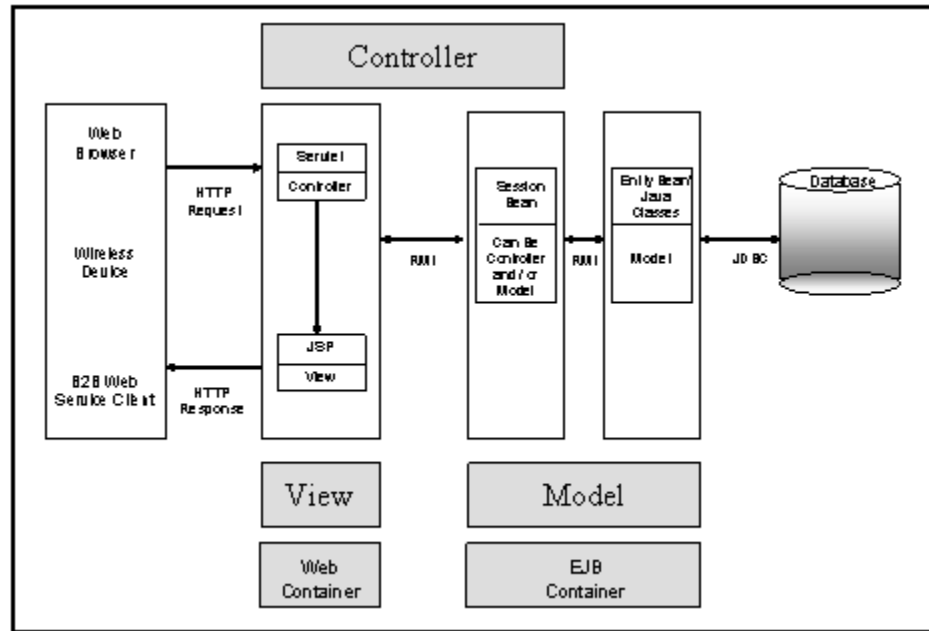 Controller
Web
Browser
Wireless
Device
B2B Web
Service Client
HTTP
Request
HTTP
Response
Servlet
Controller
JSP
View
RMI
Session
Bean
Can Be
Controller
and / or
Model
RMI
Entity Bean/
Java
Classes
Model
JDBC
Database
View
Model
Web
Container
EJB
Container